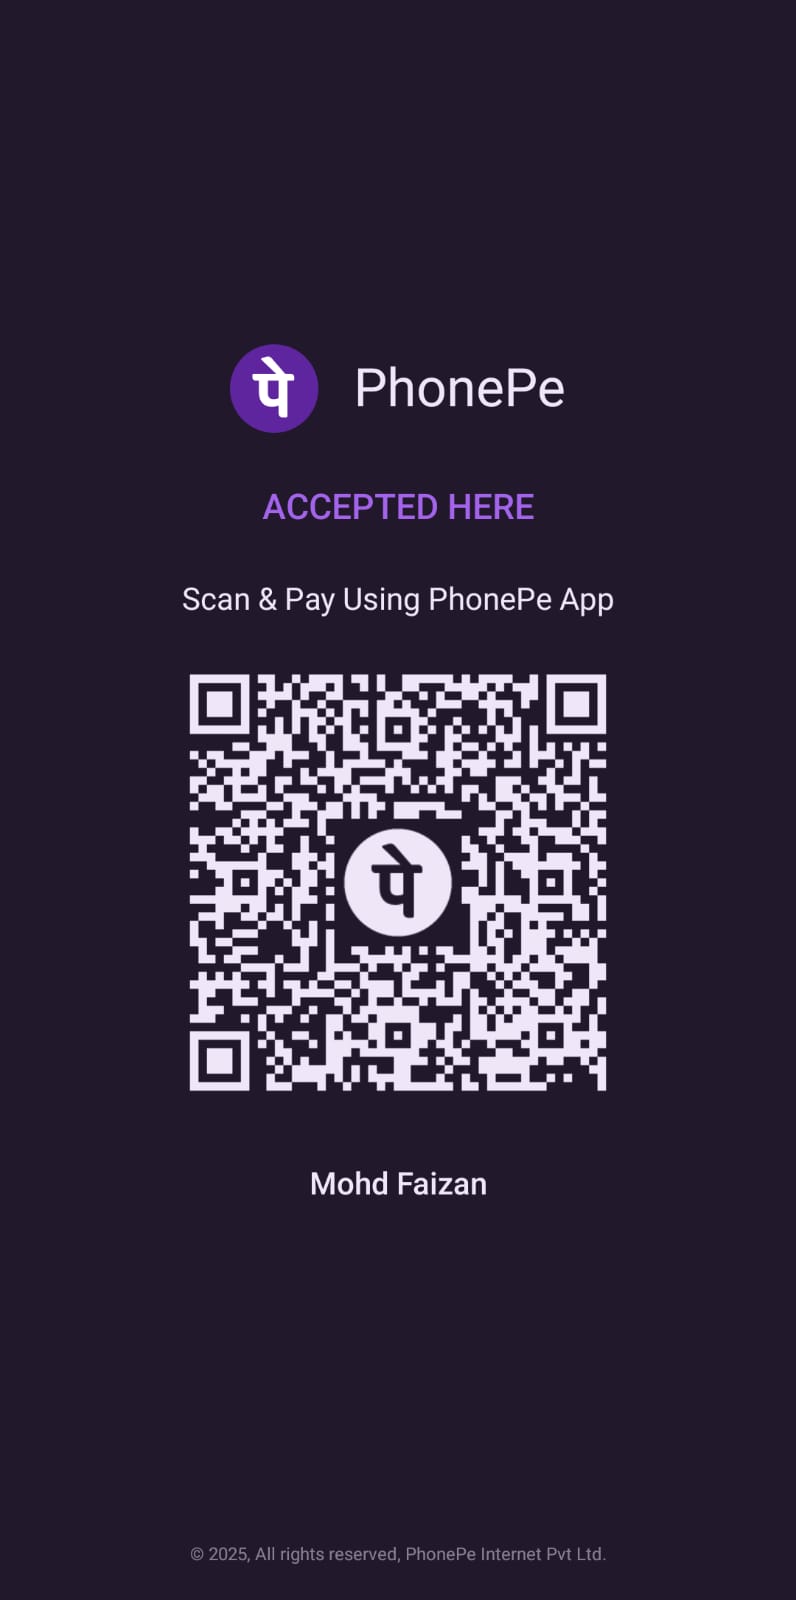 पे PhonePe
ACCEPTED HERE
Scan & Pay Using PhonePe App
पे
Mohd Faizan
© 2025, All rights reserved, PhonePe Internet Pvt Ltd.